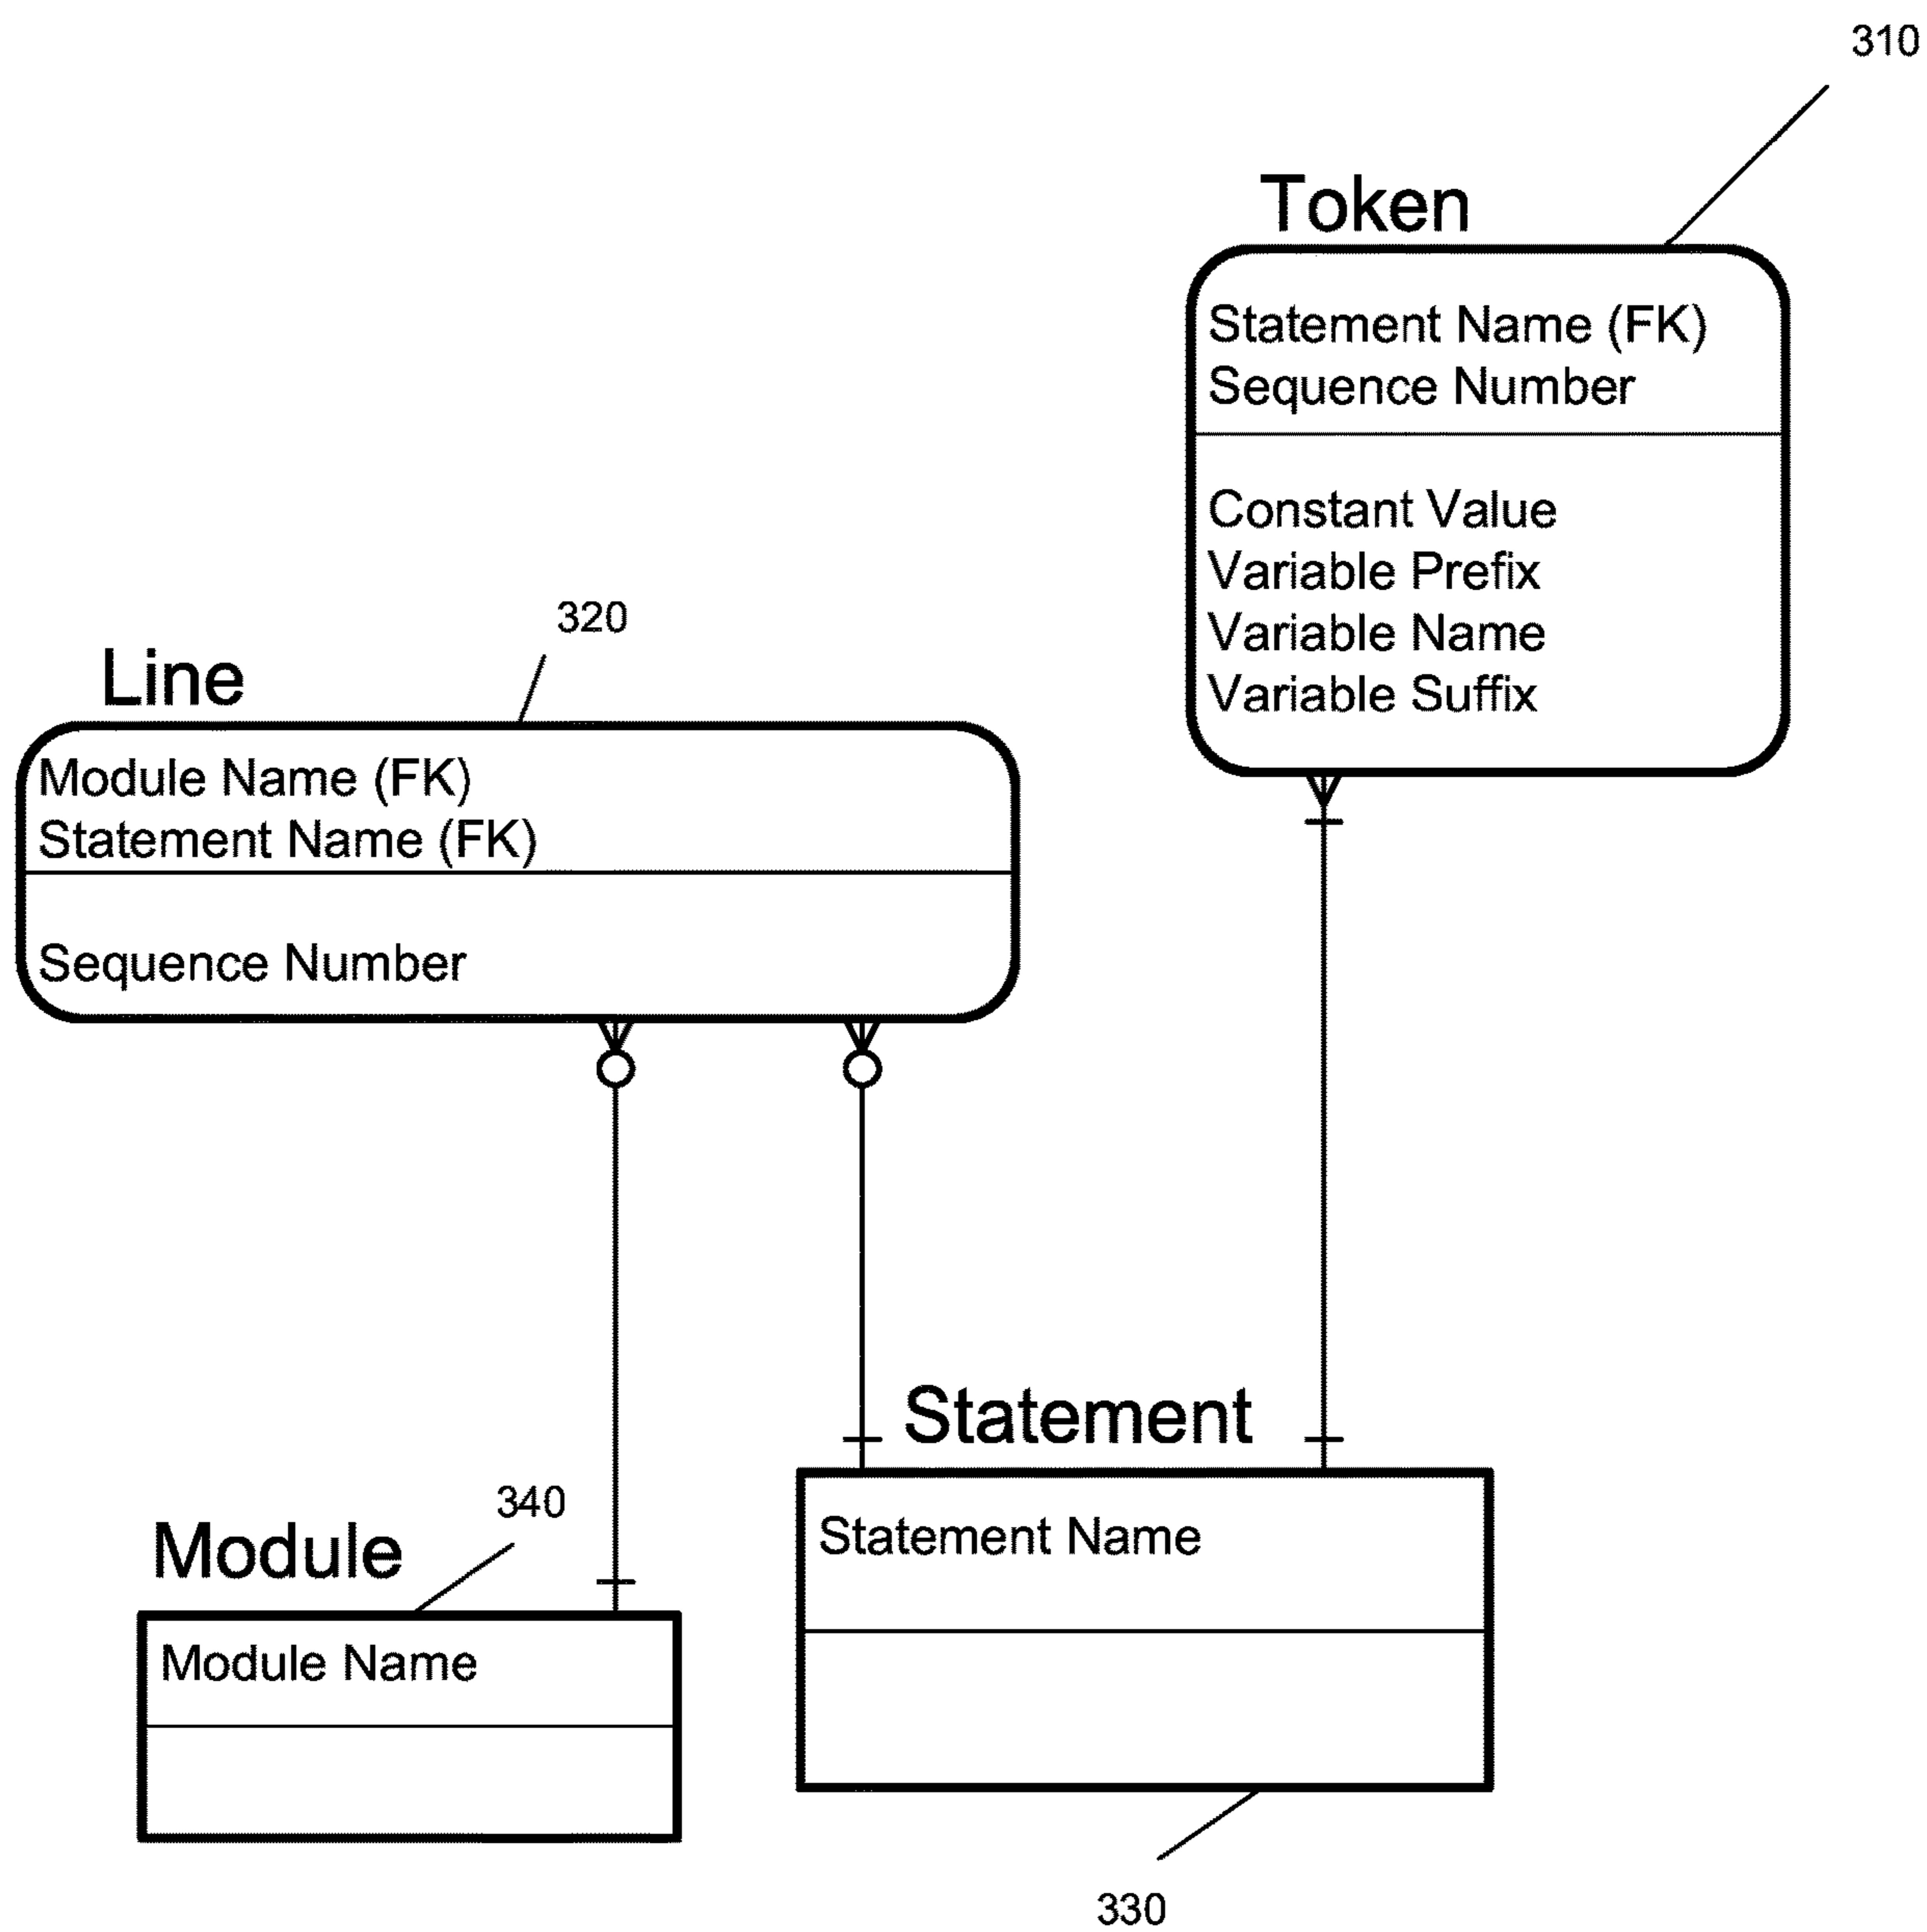 310
Token
Statement Name (FK)
Sequence Number
Constant Value
Variable Prefix
Variable Name
Variable Suffix
320
Line
Module Name (FK)
Statement Name (FK)
Sequence Number
Statement
Statement Name
340
Module
Module Name
330